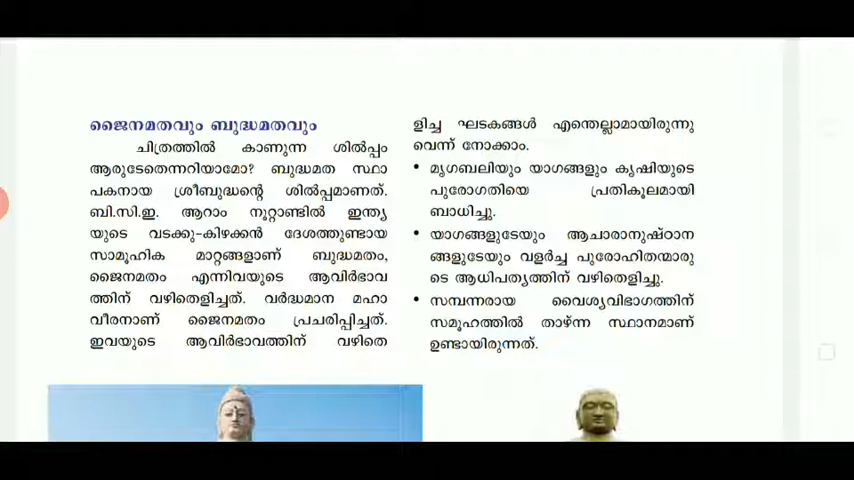 ജൈനമതവും ബുദ്ധമതവും
ചിത്രത്തിൽ കാണുന്ന ശിൽപ്പം
ആരുടേതെന്നറിയാമോ? ബുദ്ധമത സ്ഥാ
പകനായ ശ്രീബുദ്ധന്റെ ശിൽപ്പമാണത്.
ബി.സി.ഇ. ആറാം നൂറ്റാണ്ടിൽ ഇന്ത്യ
യുടെ വടക്കു-കിഴക്കൻ ദേശത്തുണ്ടായ
സാമൂഹിക മാറ്റങ്ങളാണ് ബുദ്ധമതം,
ജൈനമതം എന്നിവയുടെ ആവിർഭാവ
ത്തിന് വഴിതെളിച്ചത്. വർദ്ധമാന മഹാ
വീരനാണ് ജൈനമതം പ്രചരിപ്പിച്ചത്.
ഇവയുടെ ആവിർഭാവത്തിന് വഴിതെ
ളിച്ച ഘടകങ്ങൾ എന്തെല്ലാമായിരുന്നു
വെന്ന് നോക്കാം.
• മൃഗബലിയും യാഗങ്ങളും കൃഷിയുടെ
പുരോഗതിയെ പ്രതികൂലമായി
ബാധിച്ചു.
• യാഗങ്ങളുടേയും ആചാരാനുഷ്ഠാന
ങ്ങളുടേയും വളർച്ച പുരോഹിതന്മാരു
ടെ ആധിപത്യത്തിന് വഴിതെളിച്ചു.
• സമ്പന്നരായ വൈശ്യവിഭാഗത്തിന്
സമൂഹത്തിൽ താഴ്ന്ന സ്ഥാനമാണ്
ഉണ്ടായിരുന്നത്.